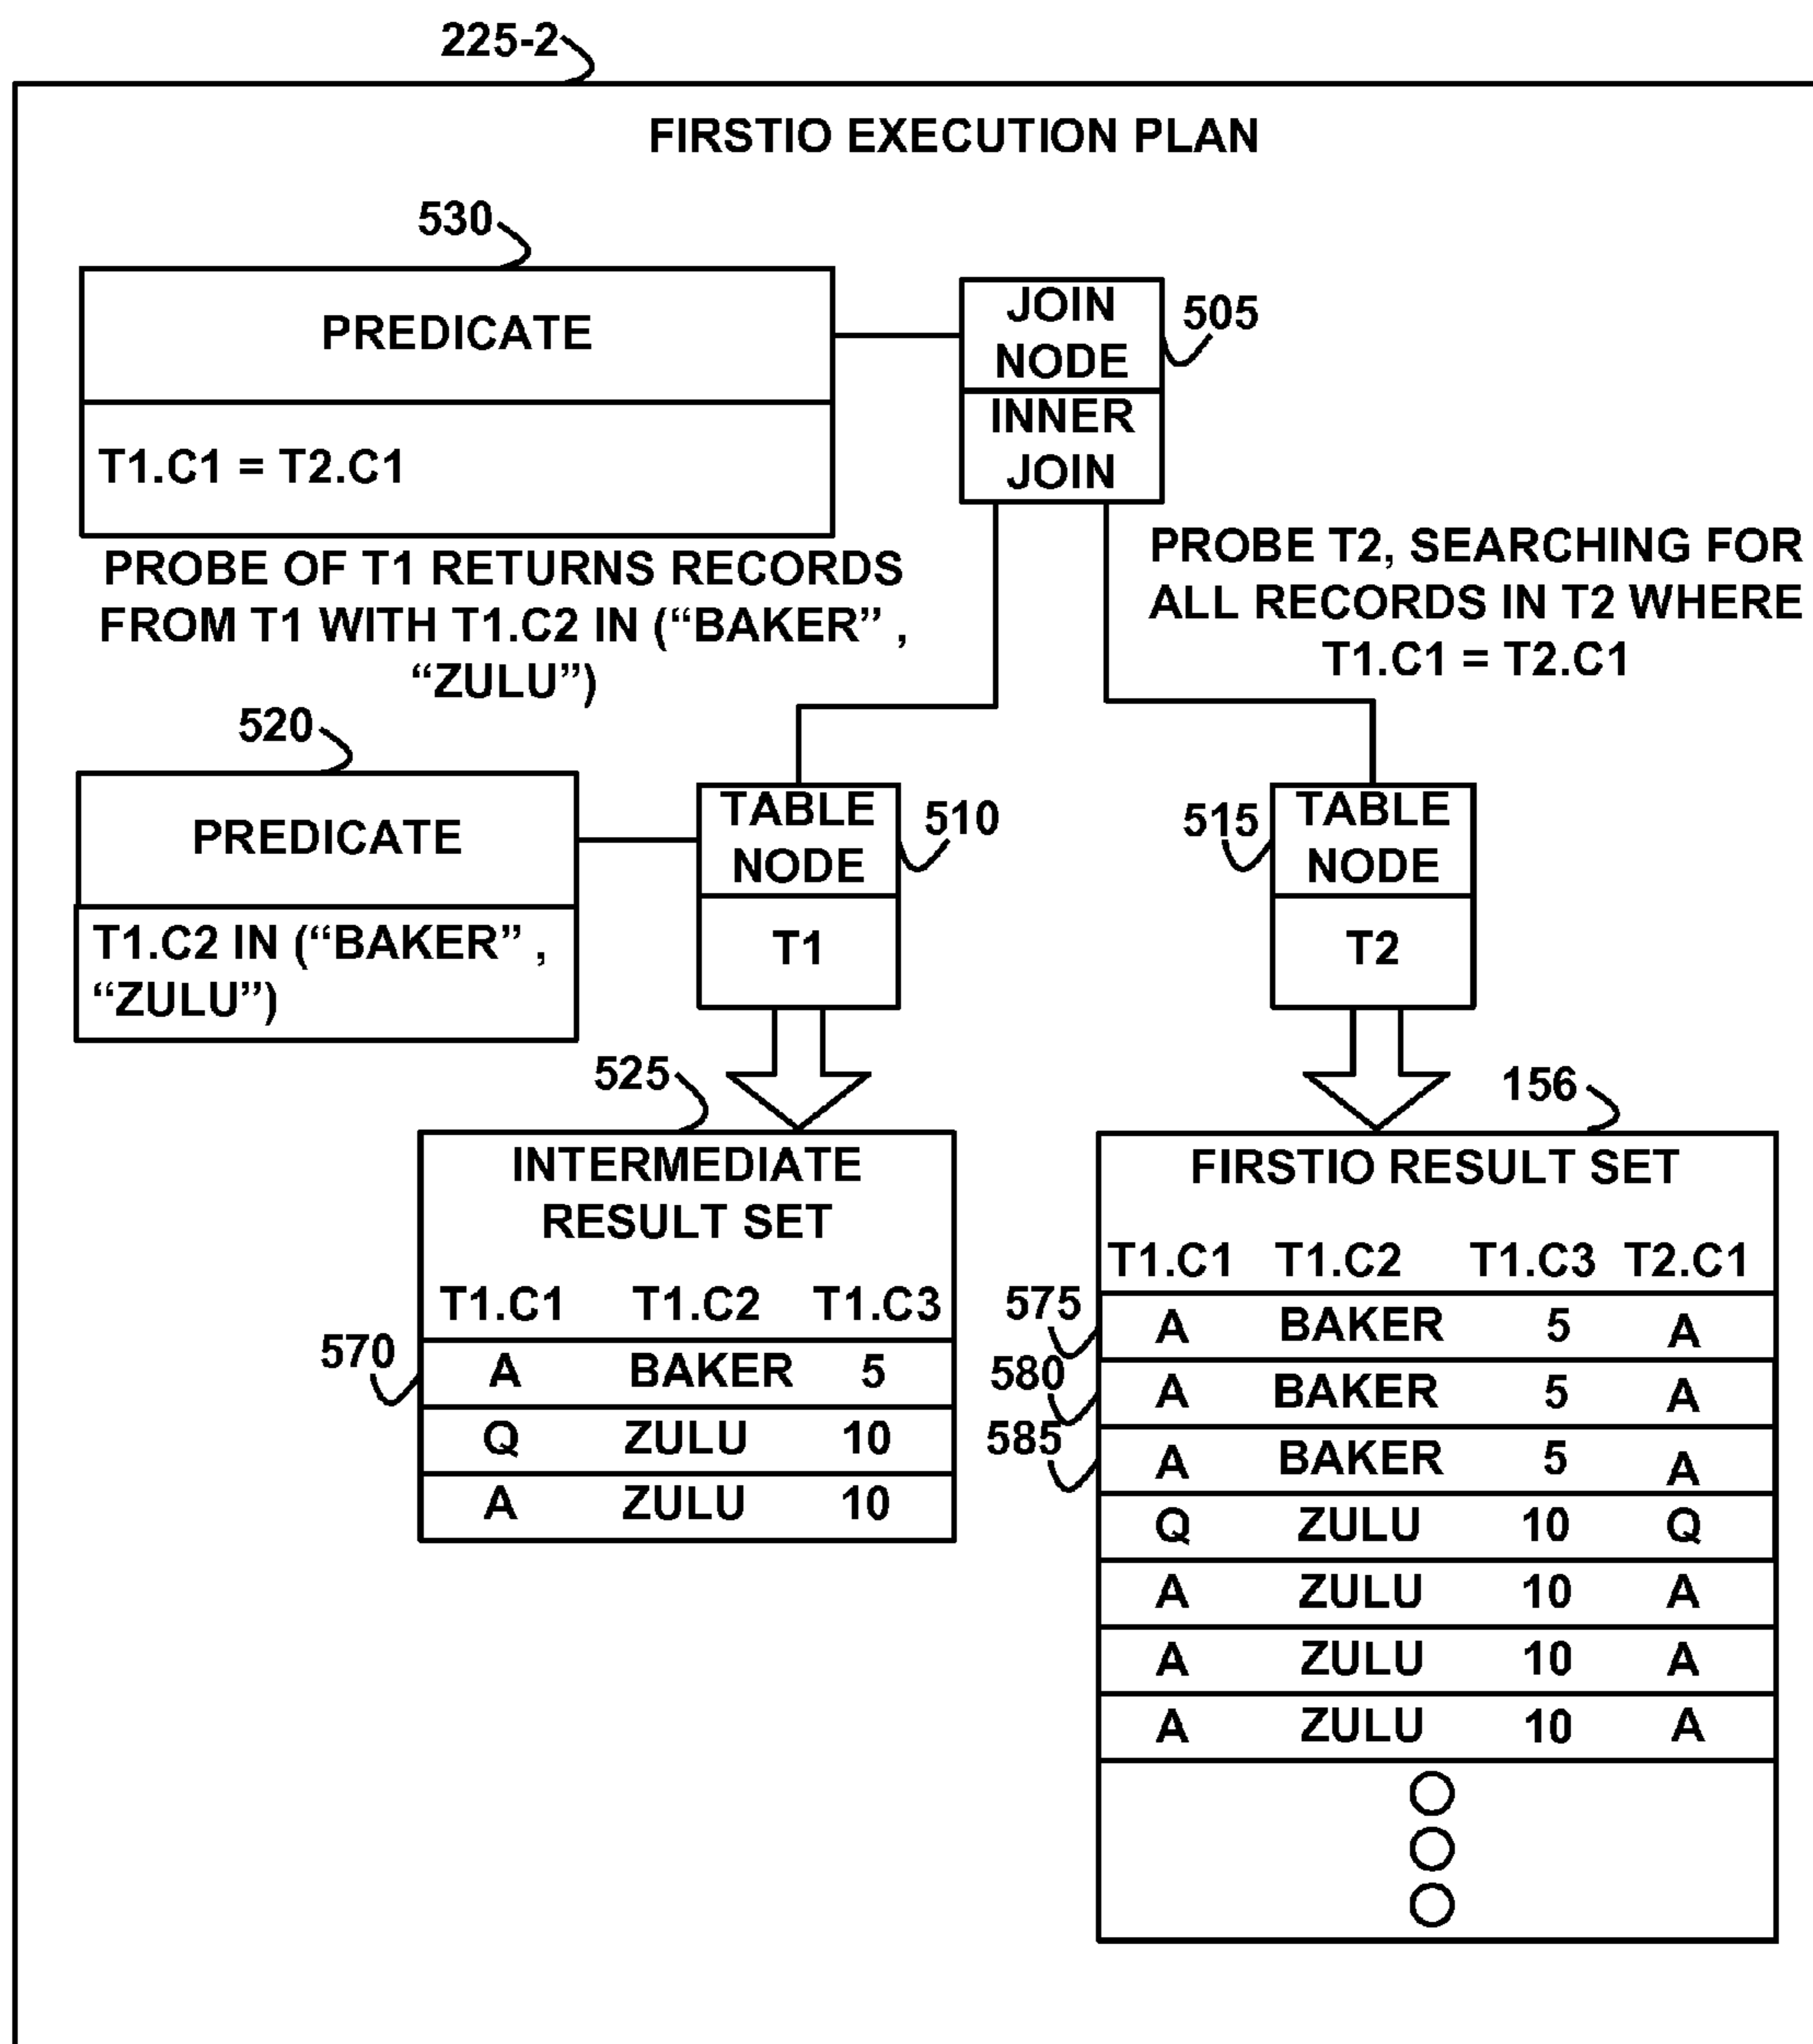 225-2
FIRSTIO EXECUTION PLAN
530
PREDICATE
T1.C1 = T2.C1
JOIN
NODE
INNER
JOIN
505
PROBE OF T1 RETURNS RECORDS
FROM T1 WITH T1.C2 IN (“BAKER” ,
“ZULU”)
PROBE T2, SEARCHING FOR
ALL RECORDS IN T2 WHERE
T1.C1 = T2.C1
520
PREDICATE
T1.C2 IN (“BAKER” ,
“ZULU”)
TABLE
NODE
T1
510
515
TABLE
NODE
T2
525
INTERMEDIATE
RESULT SET
T1.C1 T1.C2 T1.C3
570
A BAKER 5
Q ZULU 10
A ZULU 10
156
FIRSTIO RESULT SET
T1.C1 T1.C2 T1.C3 T2.C1
575
A BAKER 5 A
580
A BAKER 5 A
585
A BAKER 5 A
Q ZULU 10 Q
A ZULU 10 A
A ZULU 10 A
A ZULU 10 A